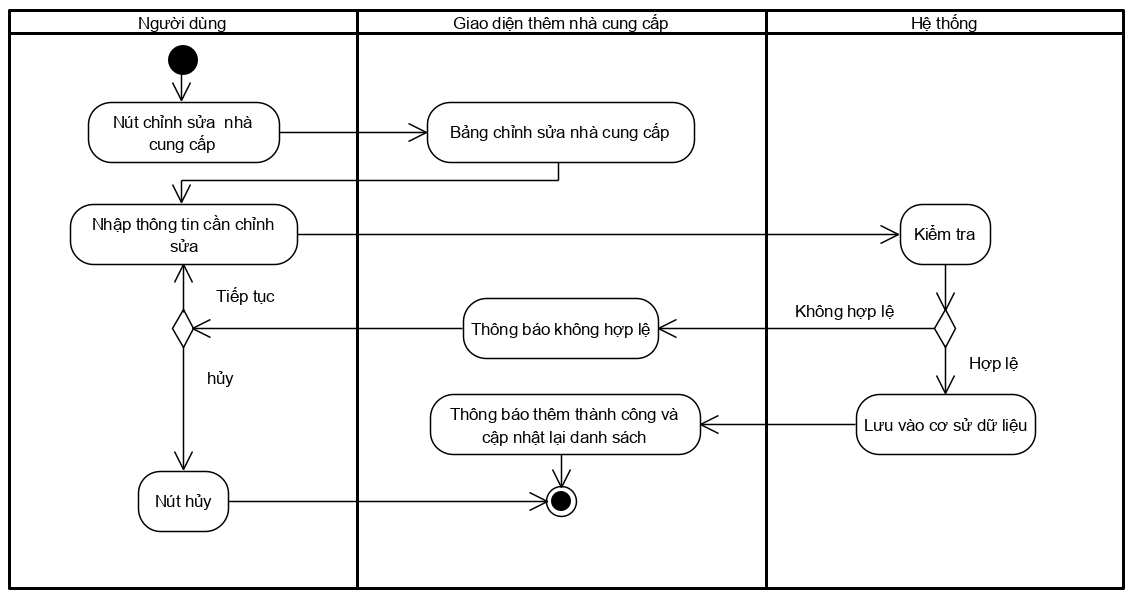 Người dùng
Giao diện thêm nhà cung cấp
Hệ thống
Nút chỉnh sửa nhà
cung cấp
Bảng chỉnh sửa nhà cung cấp
Nhập thông tin cần chỉnh
sửa
Kiểm tra
Tiếp tục
Không hợp lệ
Thông báo không hợp lệ
Hợp lệ
hủy
Thông báo thêm thành công và
cập nhật lại danh sách
Lưu vào cơ sử dữ liệu
Nút hủy